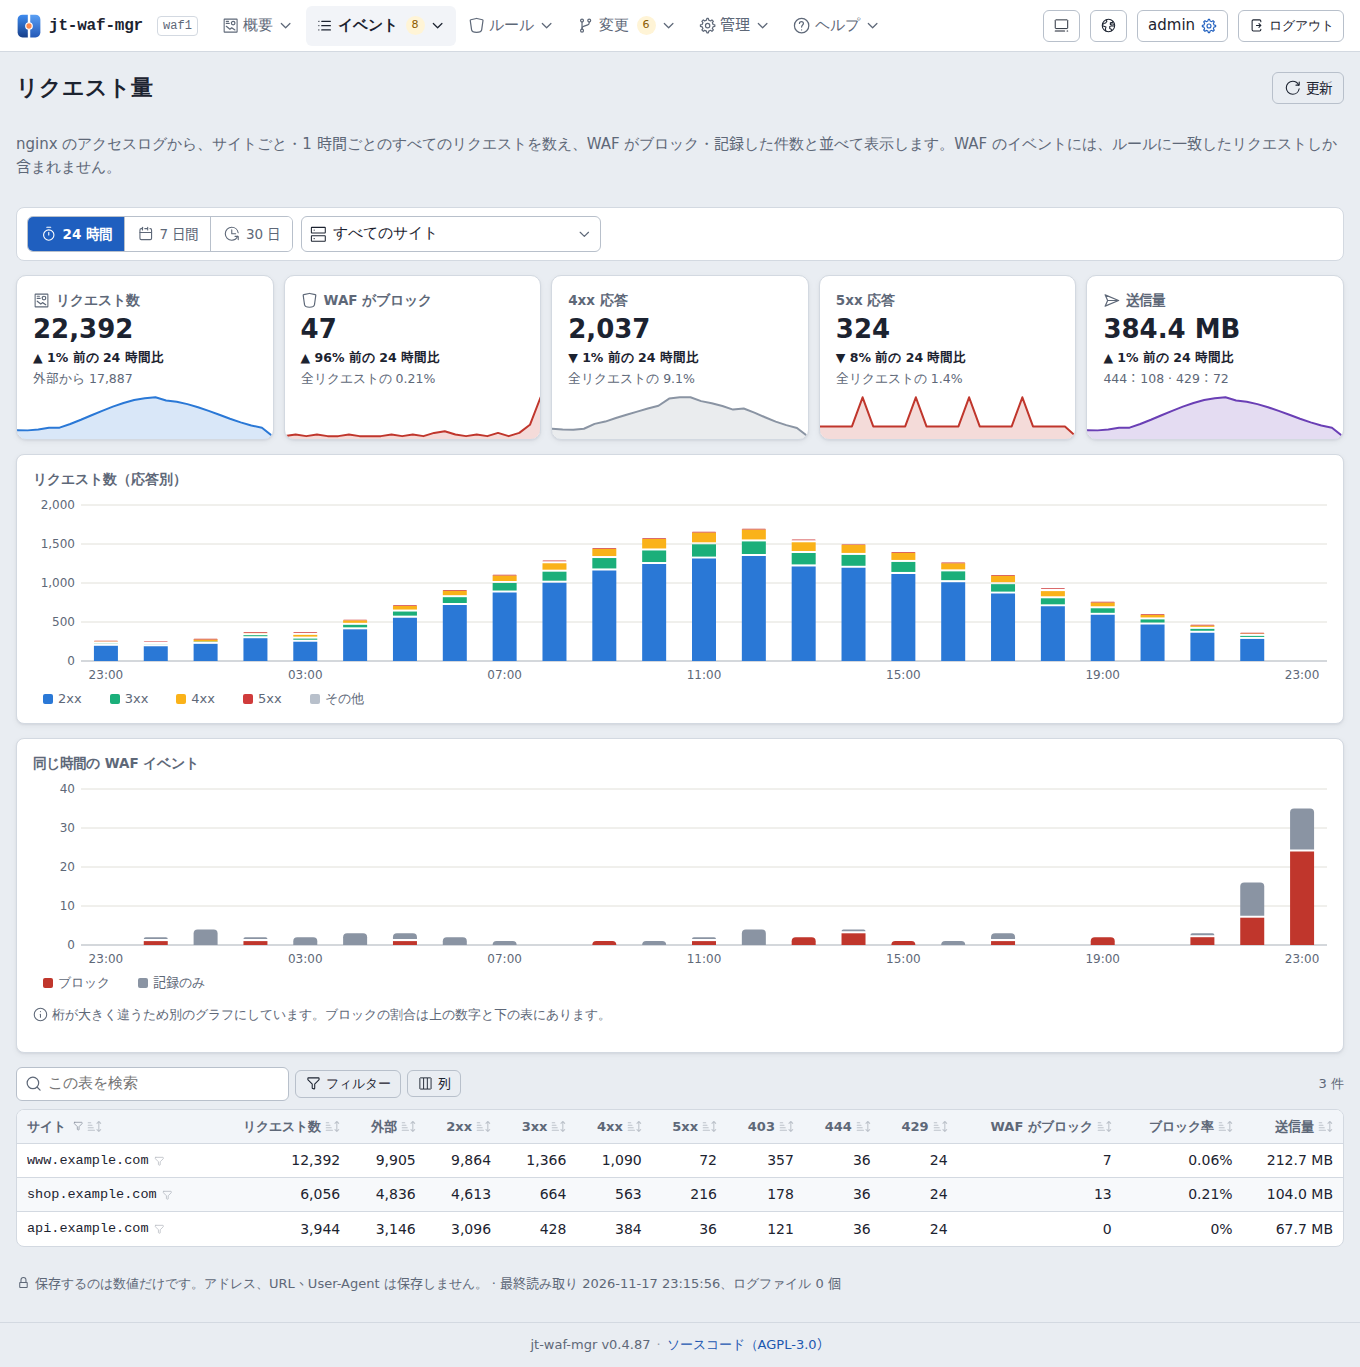 jt-waf-mgr waf1 概要 イベント 8 ルール 変更 6 管理 ヘルプ admin ログアウト
リクエスト量 更新
nginx のアクセスログから、サイトごと・1 時間ごとのすべてのリクエストを数え、WAF がブロック・記録した件数と並べて表示します。WAF のイベントには、ルールに一致したリクエストしか
含まれません。
24 時間 7 日間 30 日 すべてのサイト
リクエスト数 WAF がブロック 4xx 応答 5xx 応答 送信量
22,392 47 2,037 324 384.4 MB
▲ 1% 前の 24 時間比 ▲ 96% 前の 24 時間比 ▼ 1% 前の 24 時間比 ▼ 8% 前の 24 時間比 ▲ 1% 前の 24 時間比
外部から 17,887 全リクエストの 0.21% 全リクエストの 9.1% 全リクエストの 1.4% 444：108 · 429：72
リクエスト数（応答別）
2,000
1,500
1,000
500
0
23:00 03:00 07:00 11:00 15:00 19:00 23:00
2xx 3xx 4xx 5xx その他
同じ時間の WAF イベント
40
30
20
10
0
23:00 03:00 07:00 11:00 15:00 19:00 23:00
ブロック 記録のみ
桁が大きく違うため別のグラフにしています。ブロックの割合は上の数字と下の表にあります。
この表を検索 フィルター 列 3 件
サイト リクエスト数 外部 2xx 3xx 4xx 5xx 403 444 429 WAF がブロック ブロック率 送信量
www.example.com 12,392 9,905 9,864 1,366 1,090 72 357 36 24 7 0.06% 212.7 MB
shop.example.com 6,056 4,836 4,613 664 563 216 178 36 24 13 0.21% 104.0 MB
api.example.com 3,944 3,146 3,096 428 384 36 121 36 24 0 0% 67.7 MB
保存するのは数値だけです。アドレス、URL、User-Agent は保存しません。 · 最終読み取り 2026-11-17 23:15:56、ログファイル 0 個
jt-waf-mgr v0.4.87 · ソースコード（AGPL-3.0）